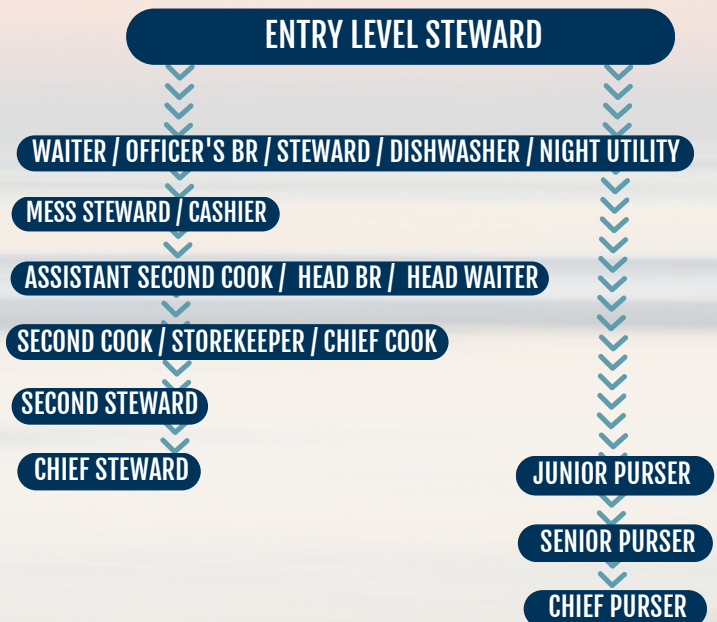 ENTRY LEVEL STEWARD
WAITER / OFFICER'S BR / STEWARD / DISHWASHER / NIGHT UTILITY
MESS STEWARD / CASHIER
ASSISTANT SECOND COOK / HEAD BR / HEAD WAITER
SECOND COOK / STOREKEEPER / CHIEF COOK
SECOND STEWARD
CHIEF STEWARD
JUNIOR PURSER
SENIOR PURSER
CHIEF PURSER